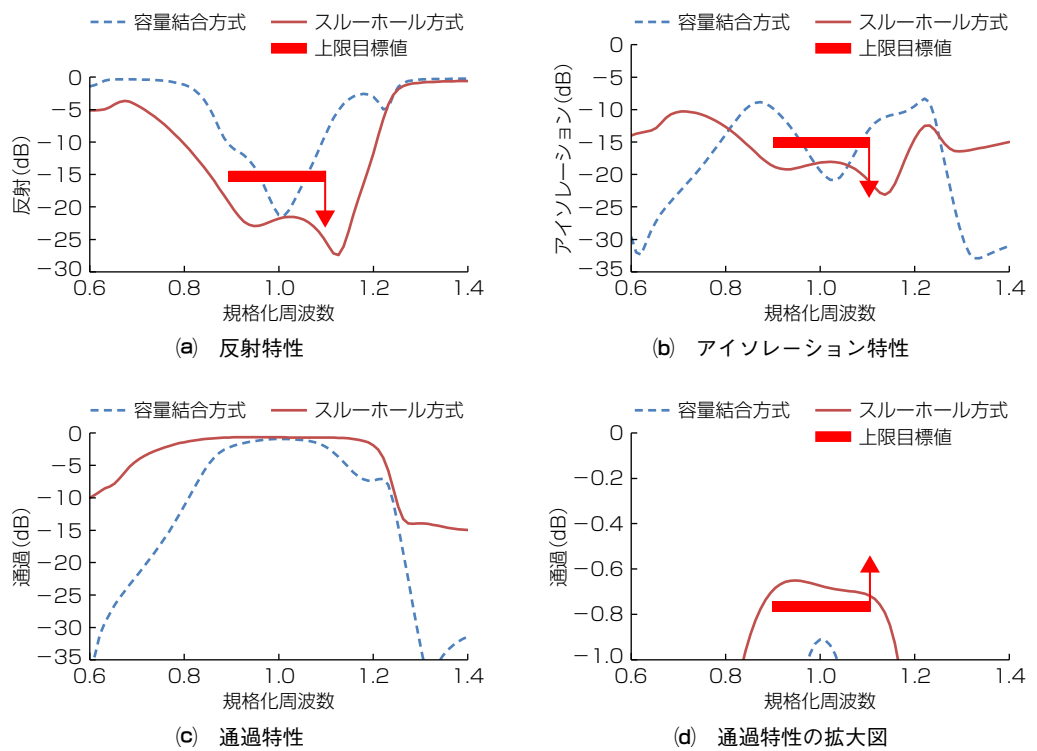 容量結合方式 スルーホール方式
上限目標値
0
−5
−10
−15
−20
−25
−30
反射(dB)
0.6 0.8 1.0 1.2 1.4
規格化周波数
(a) 反射特性
容量結合方式 スルーホール方式
上限目標値
0
−5
−10
−15
−20
−25
−30
−35
アイソレーション(dB)
0.6 0.8 1.0 1.2 1.4
規格化周波数
(b) アイソレーション特性
容量結合方式 スルーホール方式
0
−5
−10
−15
−20
−25
−30
−35
通過(dB)
0.6 0.8 1.0 1.2 1.4
規格化周波数
(c) 通過特性
容量結合方式 スルーホール方式
上限目標値
0
−0.2
−0.4
−0.6
−0.8
−1.0
通過(dB)
0.6 0.8 1.0 1.2 1.4
規格化周波数
(d) 通過特性の拡大図